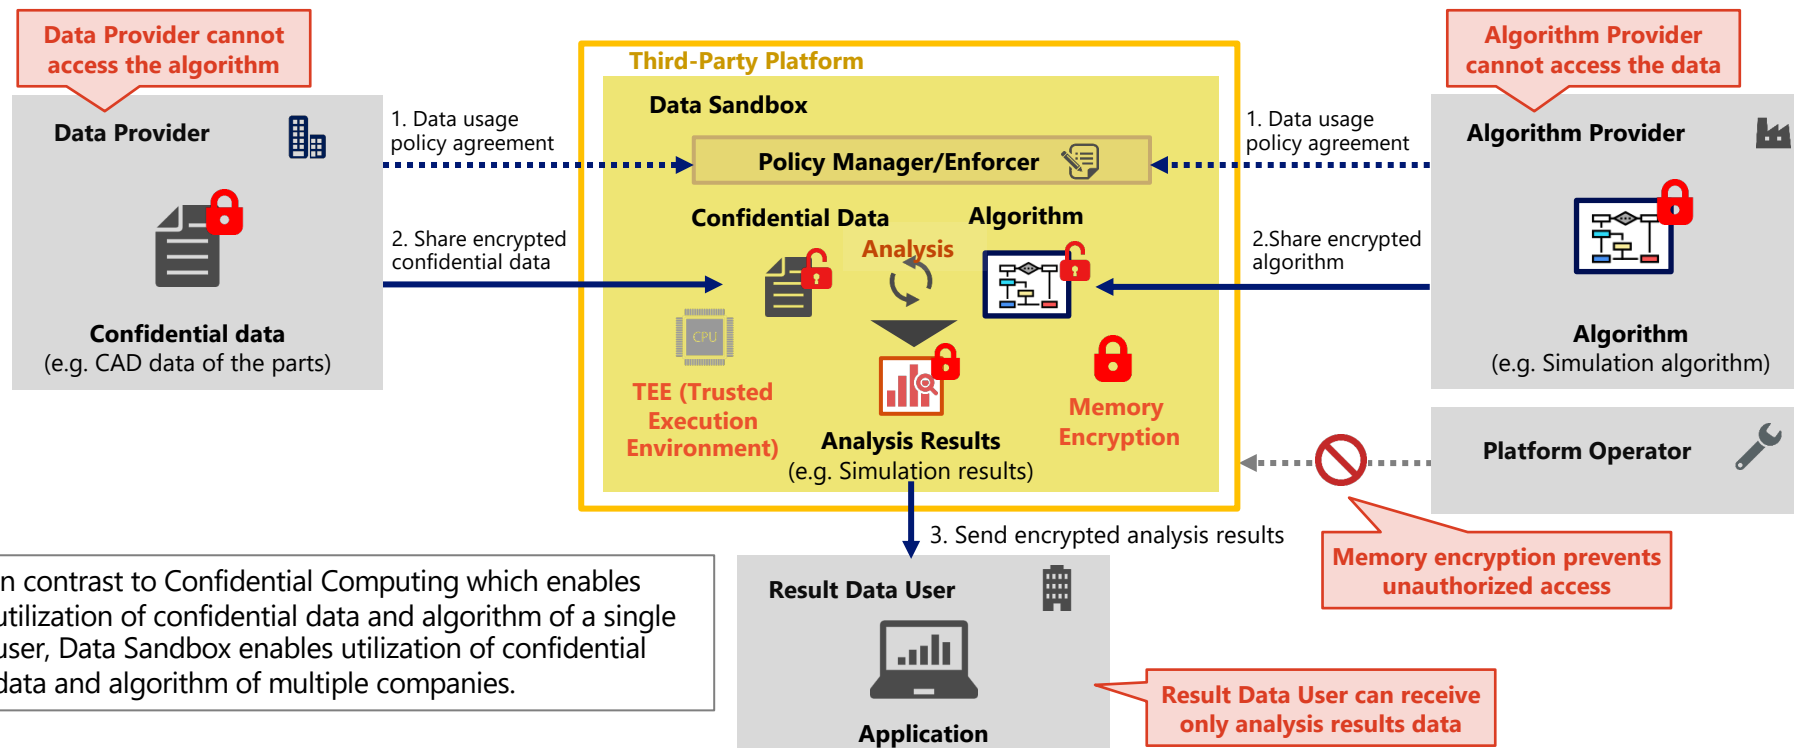 Data Provider cannot
access the algorithm
Data Provider
Confidential data
(e.g. CAD data of the parts)
1. Data usage
policy agreement
2. Share encrypted
confidential data
Third-Party Platform
Data Sandbox
Policy Manager/Enforcer
Confidential Data
Algorithm
Analysis
CPU
TEE (Trusted
Execution
Environment)
Memory
Encryption
Analysis Results
(e.g. Simulation results)
1. Data usage
policy agreement
2.Share encrypted
algorithm
Algorithm Provider
cannot access the data
Algorithm Provider
Algorithm
(e.g. Simulation algorithm)
Platform Operator
Memory encryption prevents
unauthorized access
3. Send encrypted analysis results
Result Data User
Application
Result Data User can receive
only analysis results data
n contrast to Confidential Computing which enables
utilization of confidential data and algorithm of a single
user, Data Sandbox enables utilization of confidential
data and algorithm of multiple companies.